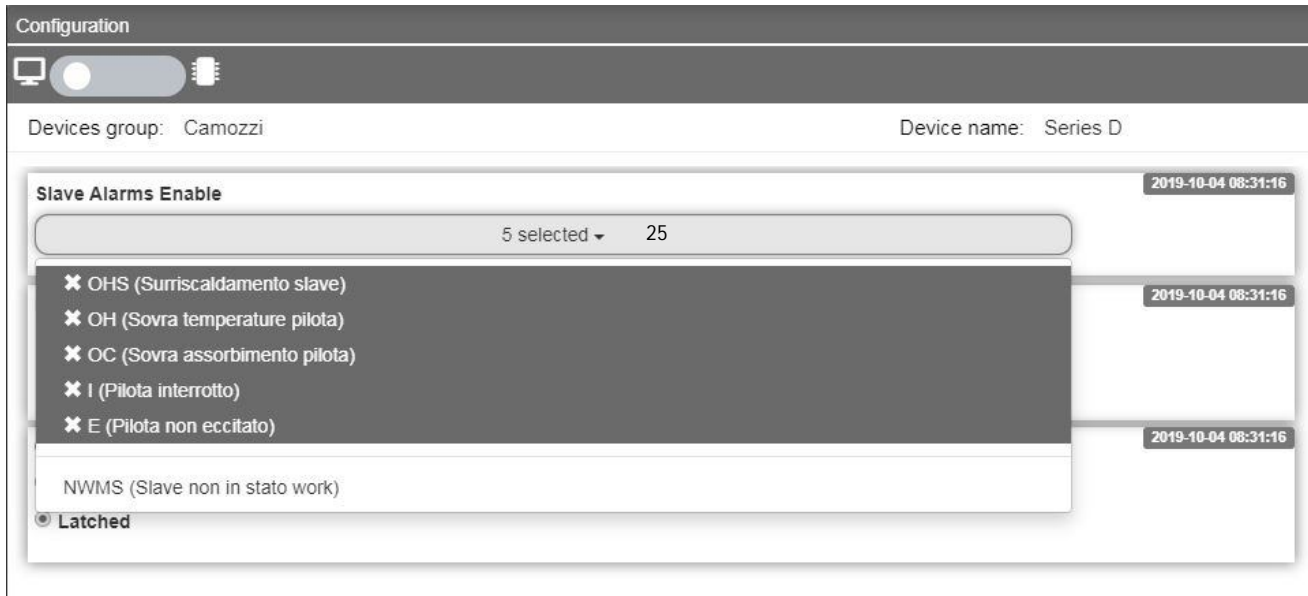 Configuration
Devices group: Camozzi Device name: Series D
2019-10-04 08:31:16
Slave Alarms Enable
5 selected 25
OHS (Surriscaldamento slave)
2019-10-04 08:31:16
OH (Sovra temperature pilota)
OC (Sovra assorbimento pilota)
I (Pilota interrotto)
E (Pilota non eccitato)
2019-10-04 08:31:16
NWMS (Slave non in stato work)
Latched